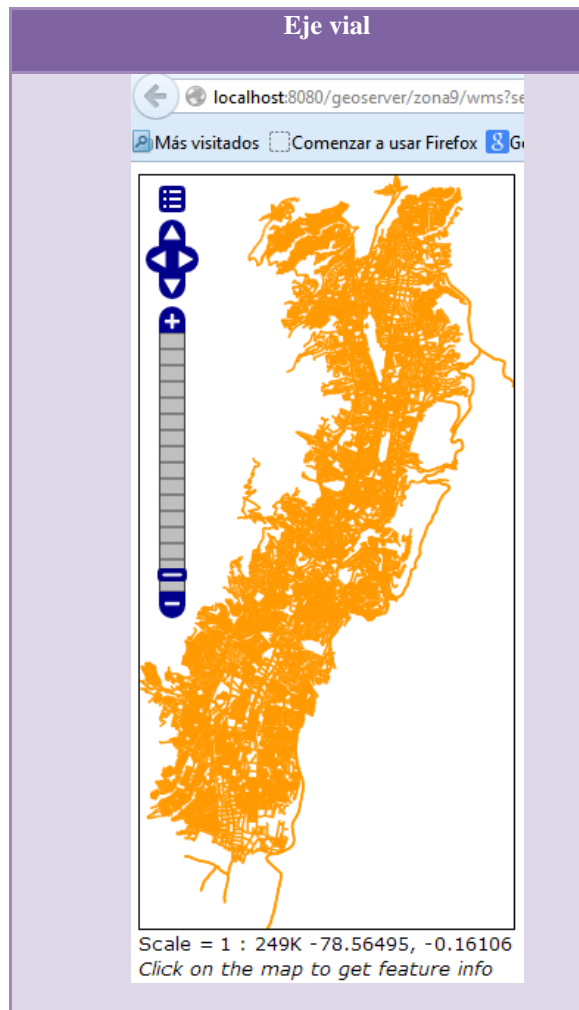 Eje vial
localhost:8080/geoserver/zona9/wms?se
Más visitados Comenzar a usar Firefox 8 G
Scale = 1 : 249K -78.56495, -0.16106
Click on the map to get feature info